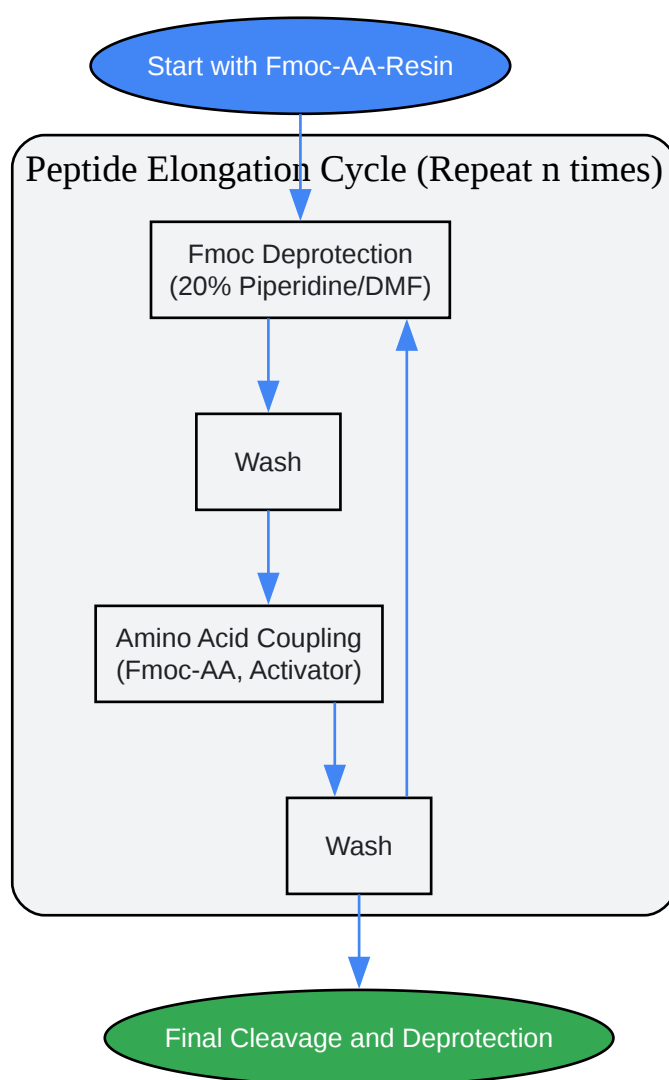 Start with Fmoc-AA-Resin
Peptide Elongation Cycle (Repeat n times)
Fmoc Deprotection
(20% Piperidine/DMF)
Wash
Amino Acid Coupling
(Fmoc-AA, Activator)
Wash
Final Cleavage and Deprotection